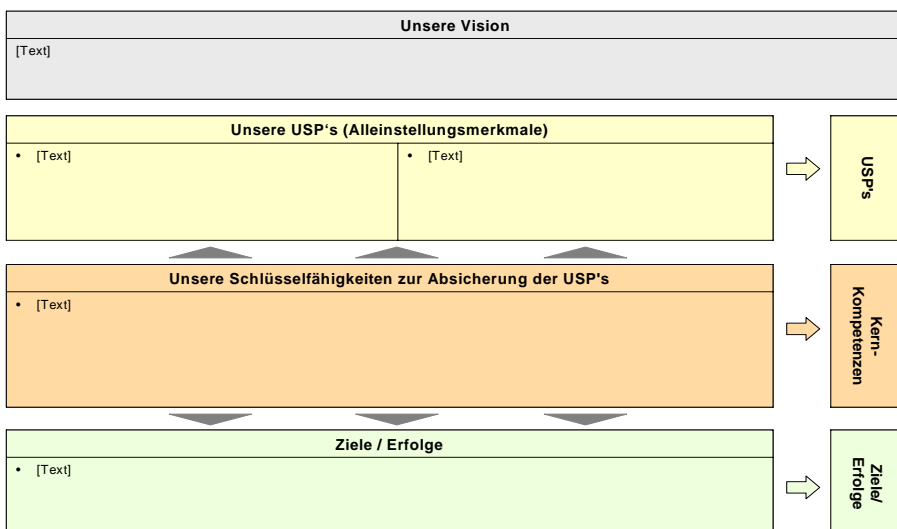 Unsere Vision
[Text]
Unsere USP‘s (Alleinstellungsmerkmale)
• [Text]
• [Text]
USP's
Unsere Schlüsselfähigkeiten zur Absicherung der USP's
• [Text]
Kern-
Kompetenzen
Ziele / Erfolge
• [Text]
Ziele/
Erfolge